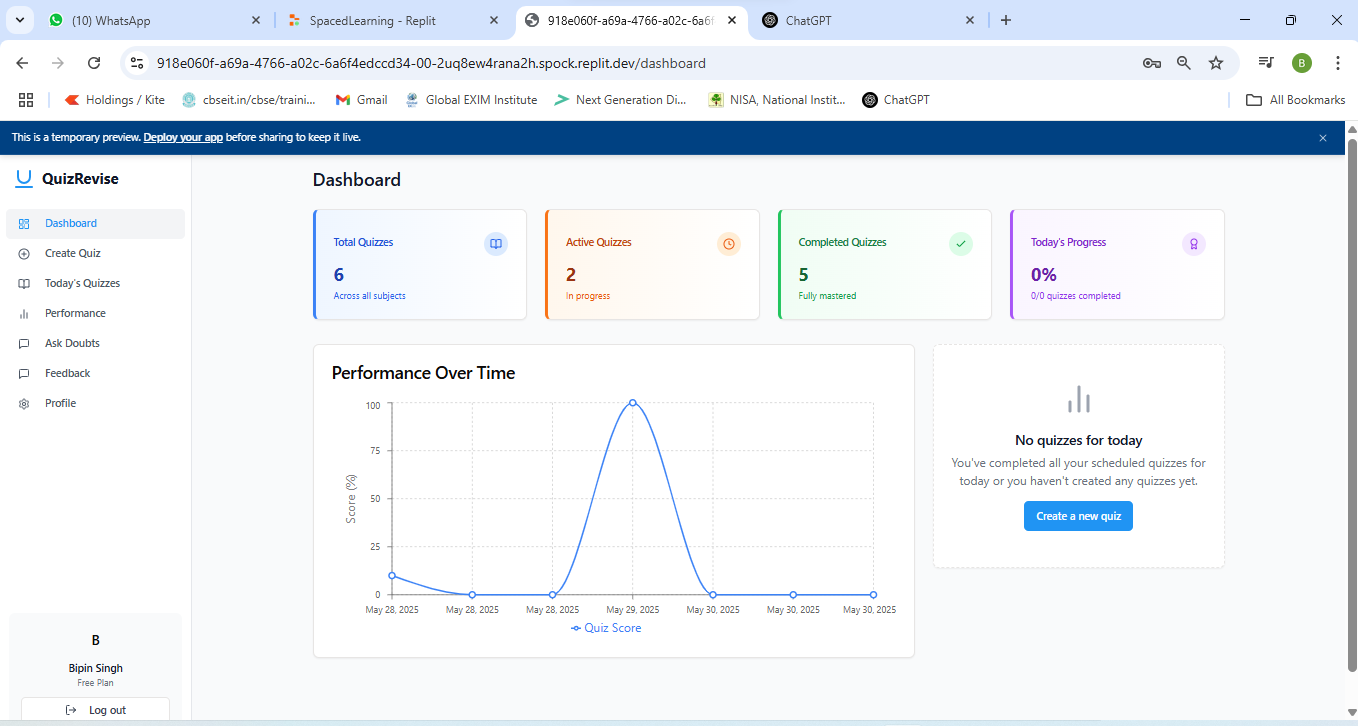 (10) WhatsApp
SpacedLearning - Replit
918e060f-a69a-4766-a02c-6a6f
ChatGPT
918e060f-a69a-4766-a02c-6a6f4edccd34-00-2uq8ew4rana2h.spock.replit.dev/dashboard
B
Holdings / Kite
cbseit.in/cbse/traini...
Gmail
Global EXIM Institute
Next Generation Di...
NISA, National Instit...
ChatGPT
All Bookmarks
This is a temporary preview. Deploy your app before sharing to keep it live.
QuizRevise
Dashboard
Create Quiz
Today's Quizzes
Performance
Ask Doubts
Feedback
Profile
B
Bipin Singh
Free Plan
Log out
Dashboard
Total Quizzes
6
Across all subjects
Active Quizzes
2
In progress
Completed Quizzes
5
Fully mastered
Today's Progress
0%
0/0 quizzes completed
Performance Over Time
100
75
50
25
0
Score (%)
May 28, 2025
May 28, 2025
May 28, 2025
May 29, 2025
May 30, 2025
May 30, 2025
May 30, 2025
Quiz Score
No quizzes for today
You've completed all your scheduled quizzes for
today or you haven't created any quizzes yet.
Create a new quiz